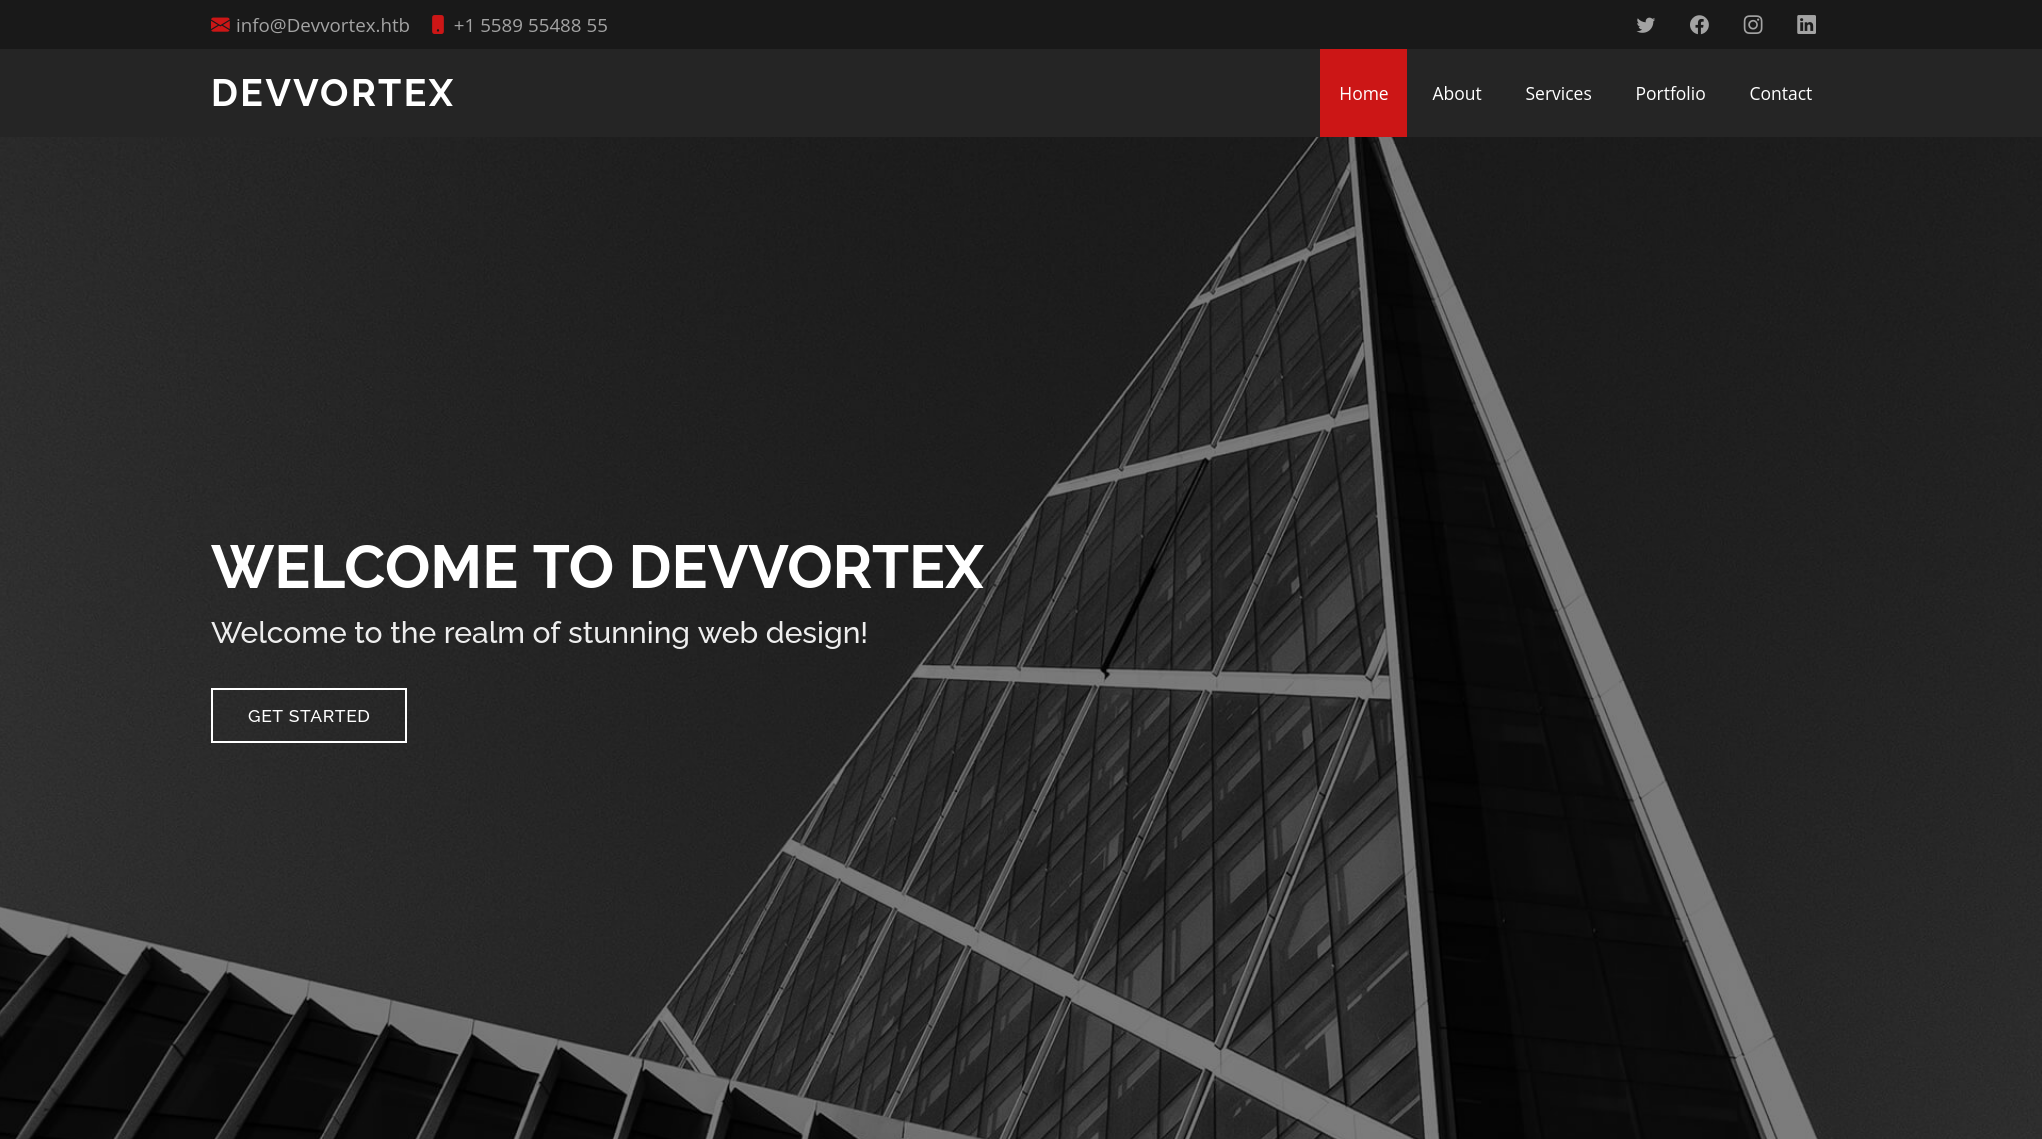 info@Devvortex.htb +1 5589 55488 55
DEVVORTEX
Home About Services Portfolio Contact
WELCOME TO DEVVORTEX
Welcome to the realm of stunning web design!
GET STARTED